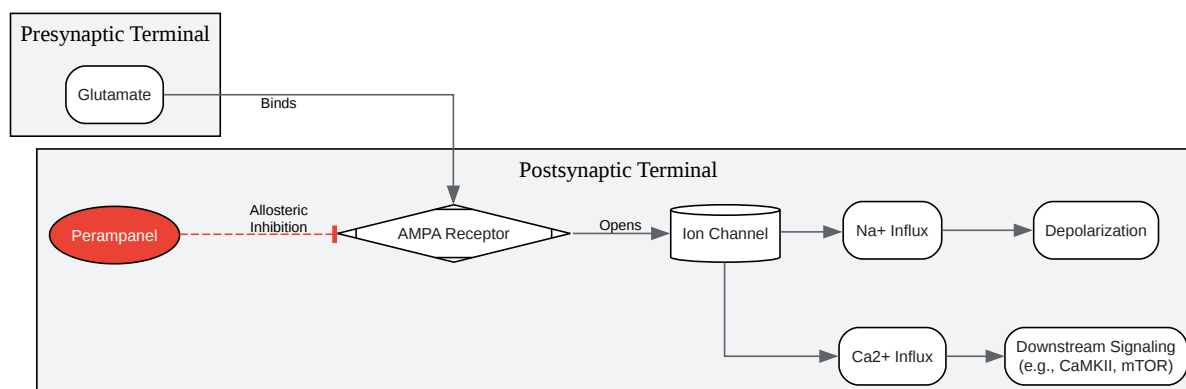 Presynaptic Terminal
Glutamate
Binds
Postsynaptic Terminal
Perampanel
Allosteric
Inhibition
AMPA Receptor
Opens
Ion Channel
Na+ Influx
Depolarization
Ca2+ Influx
Downstream Signaling
(e.g., CaMKII, mTOR)